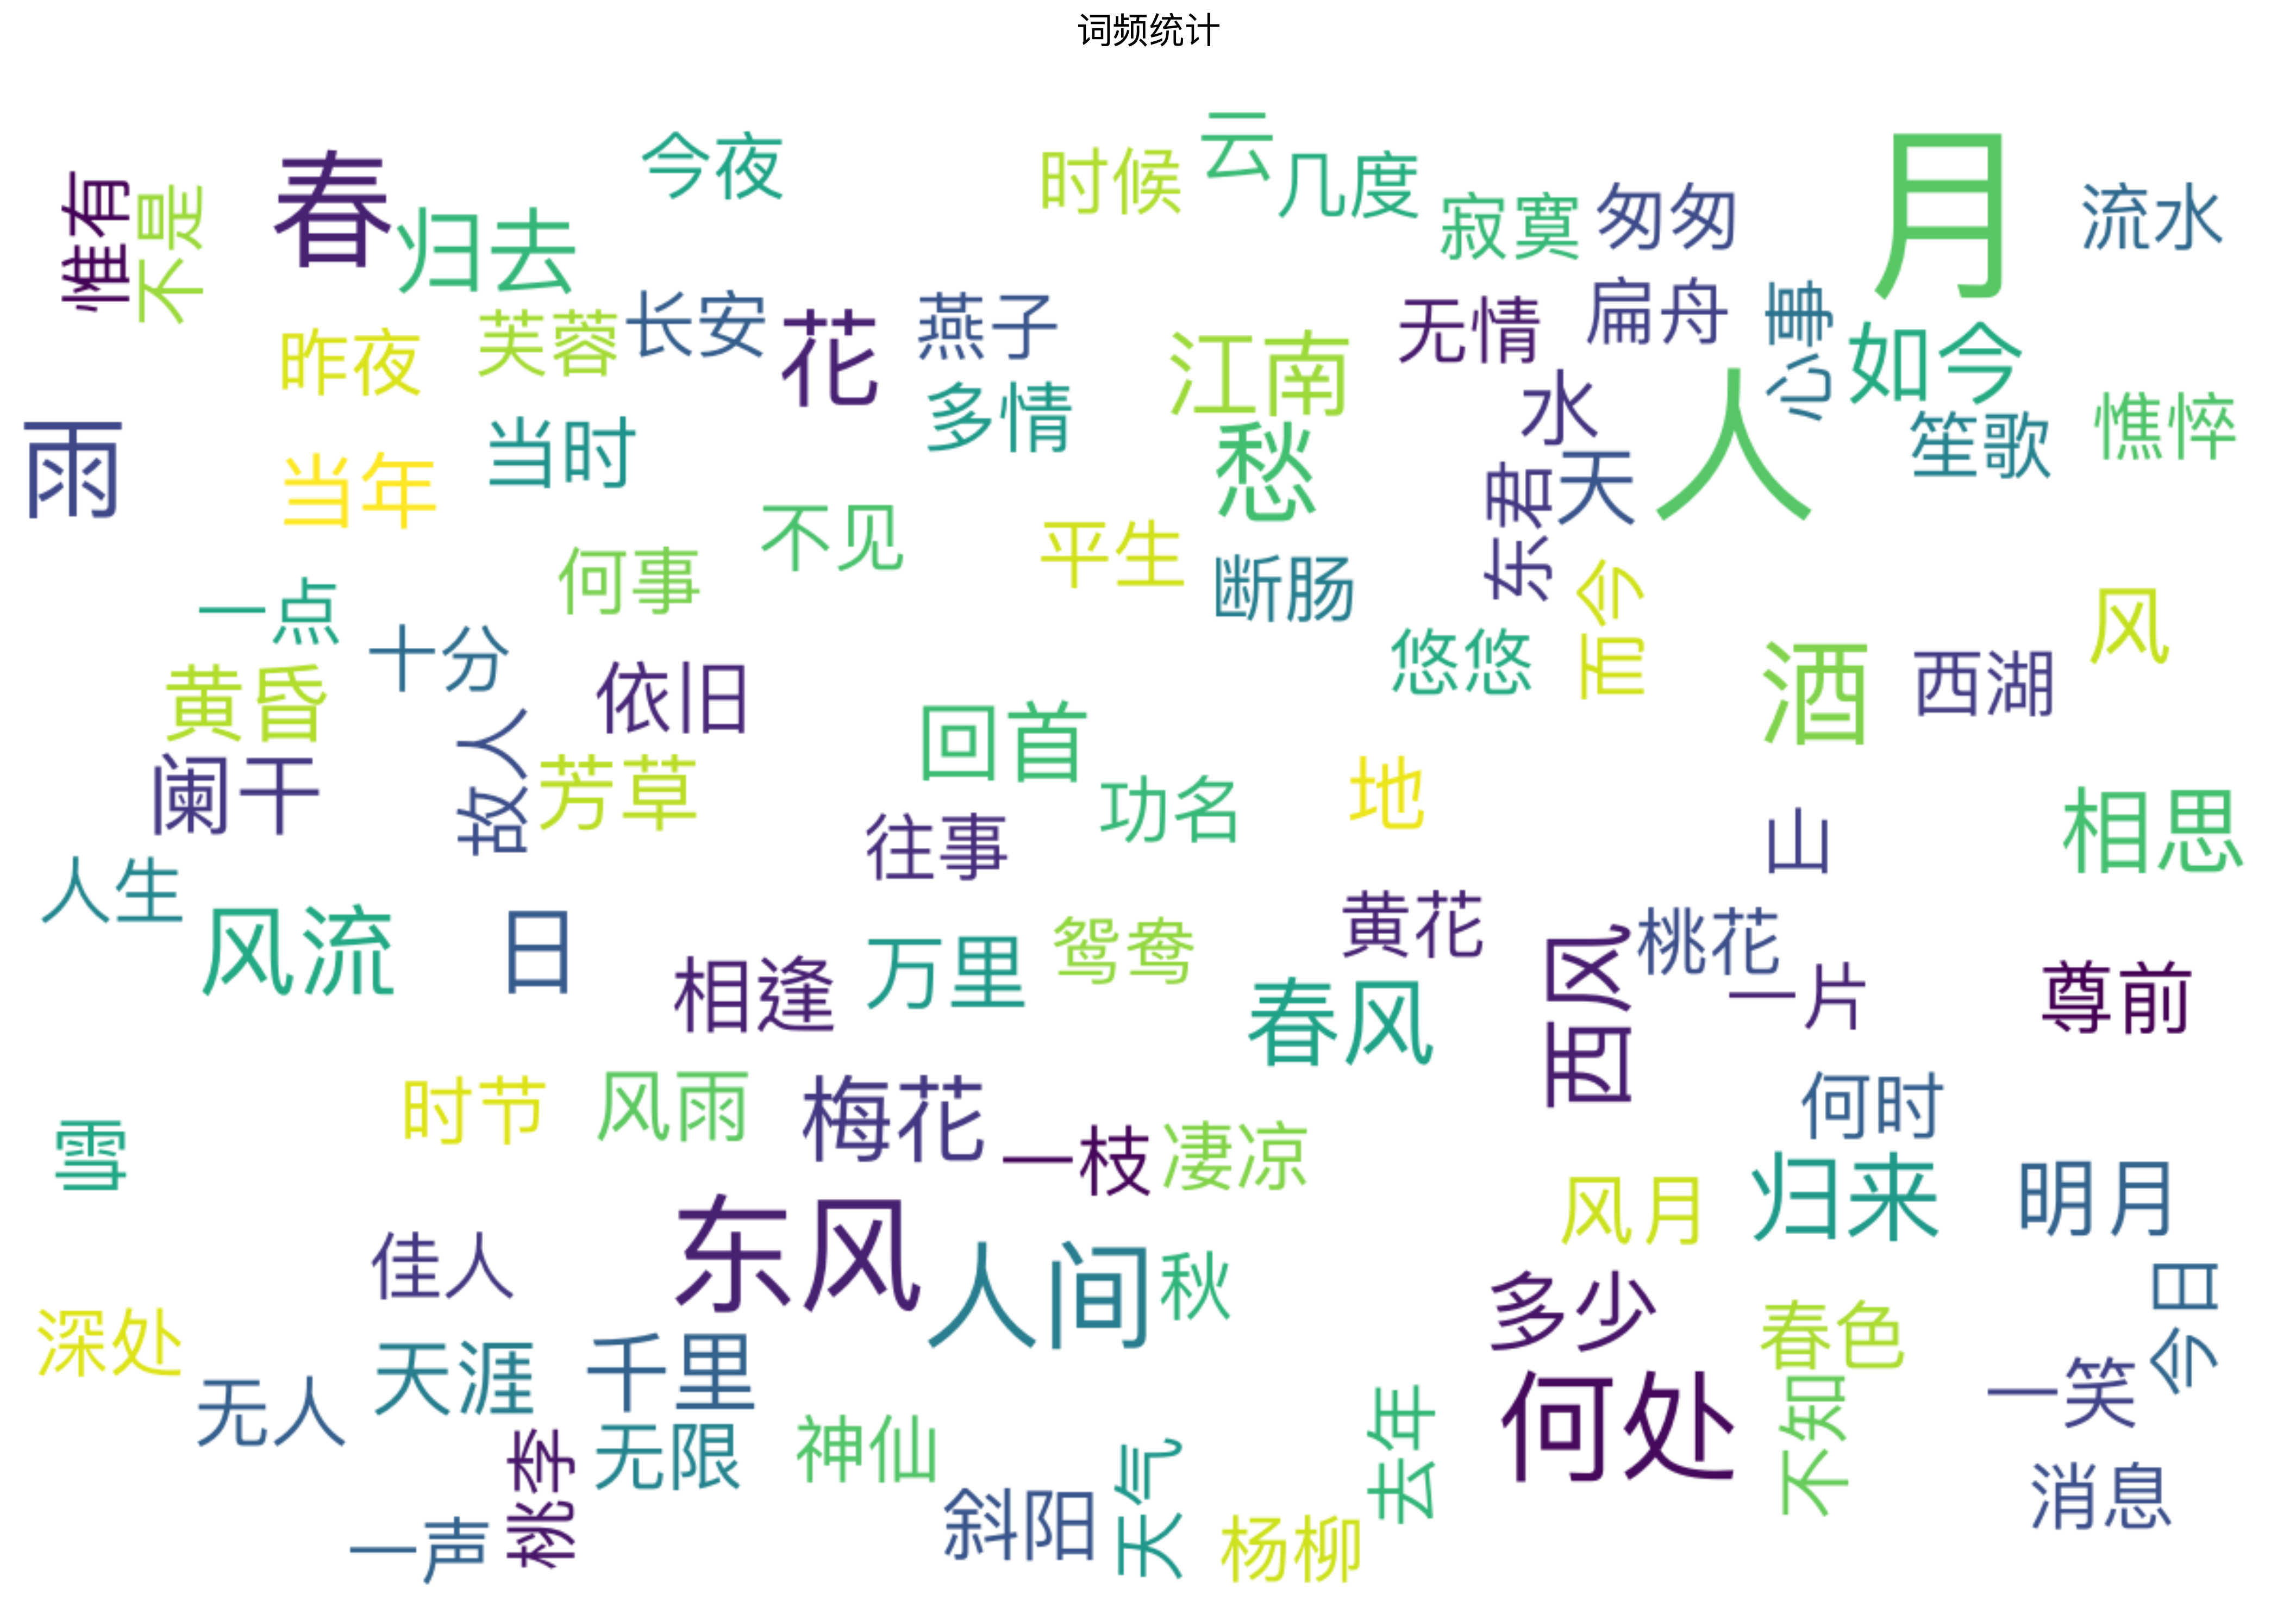 词频统计
今夜
时候
云
几度
月
惟有
不是
春
归去
寂寞
匆匆
流水
昨夜
芙蓉
长安
花
燕子
无情
扁舟
心事
江南
如今
多情
水
人
笙歌
憔悴
雨
当年
当时
愁
东君
天
不见
何事
平生
断肠
而今
一点
十分
悠悠
风
黄昏
依旧
酒
西湖
阑干
故人
芳草
回首
功名
地
往事
山
相思
人生
风流
日
相逢
万里
鸳鸯
黄花
春风
西风
桃花
一片
尊前
时节
风雨
梅花
一枝
凄凉
何时
雪
风月
归来
明月
佳人
东风
人间
秋
多少
春色
今日
深处
天涯
千里
无人
何处
不知
一笑
桃李
无限
神仙
去年
天气
斜阳
杨柳
消息
一声